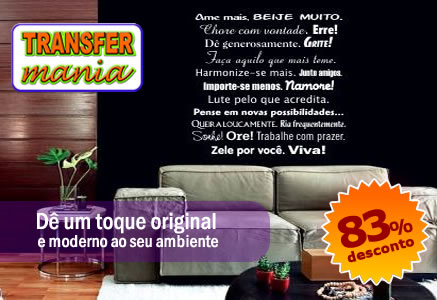 TRANSFER
mania
Ame mais, BEIJE MUITO.
Chore com vontade. Erre!
Dê generosamente. GRITE!
Faça aquilo que mais teme.
Harmonize-se mais. Junte amigos.
Importe-se menos. Namore!
Lute pelo que acredita.
Pense em novas possibilidades...
QUEIRA LOUCAMENTE. Ria frequentemente.
Sonhe! Ore! Trabalhe com prazer.
Zele por você. Viva!
Dê um toque original
e moderno ao seu ambiente
83%
desconto